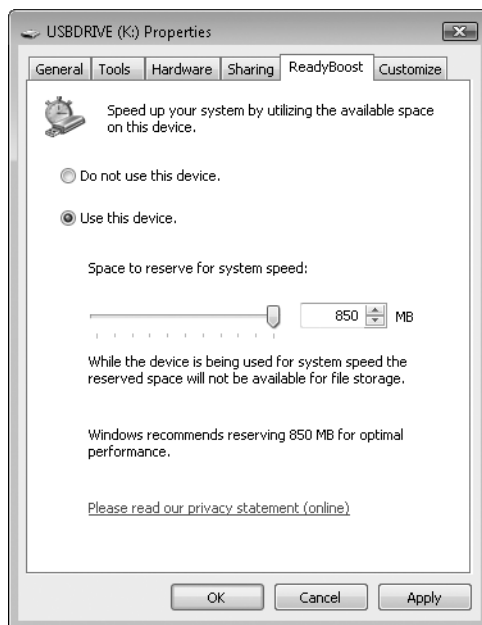 USBDRIVE (K:) Properties
General Tools Hardware Sharing ReadyBoost Customize
Speed up your system by utilizing the available space
on this device.
Do not use this device.
Use this device.
Space to reserve for system speed:
850 MB
While the device is being used for system speed the
reserved space will not be available for file storage.
Windows recommends reserving 850 MB for optimal
performance.
Please read our privacy statement (online)
OK Cancel Apply